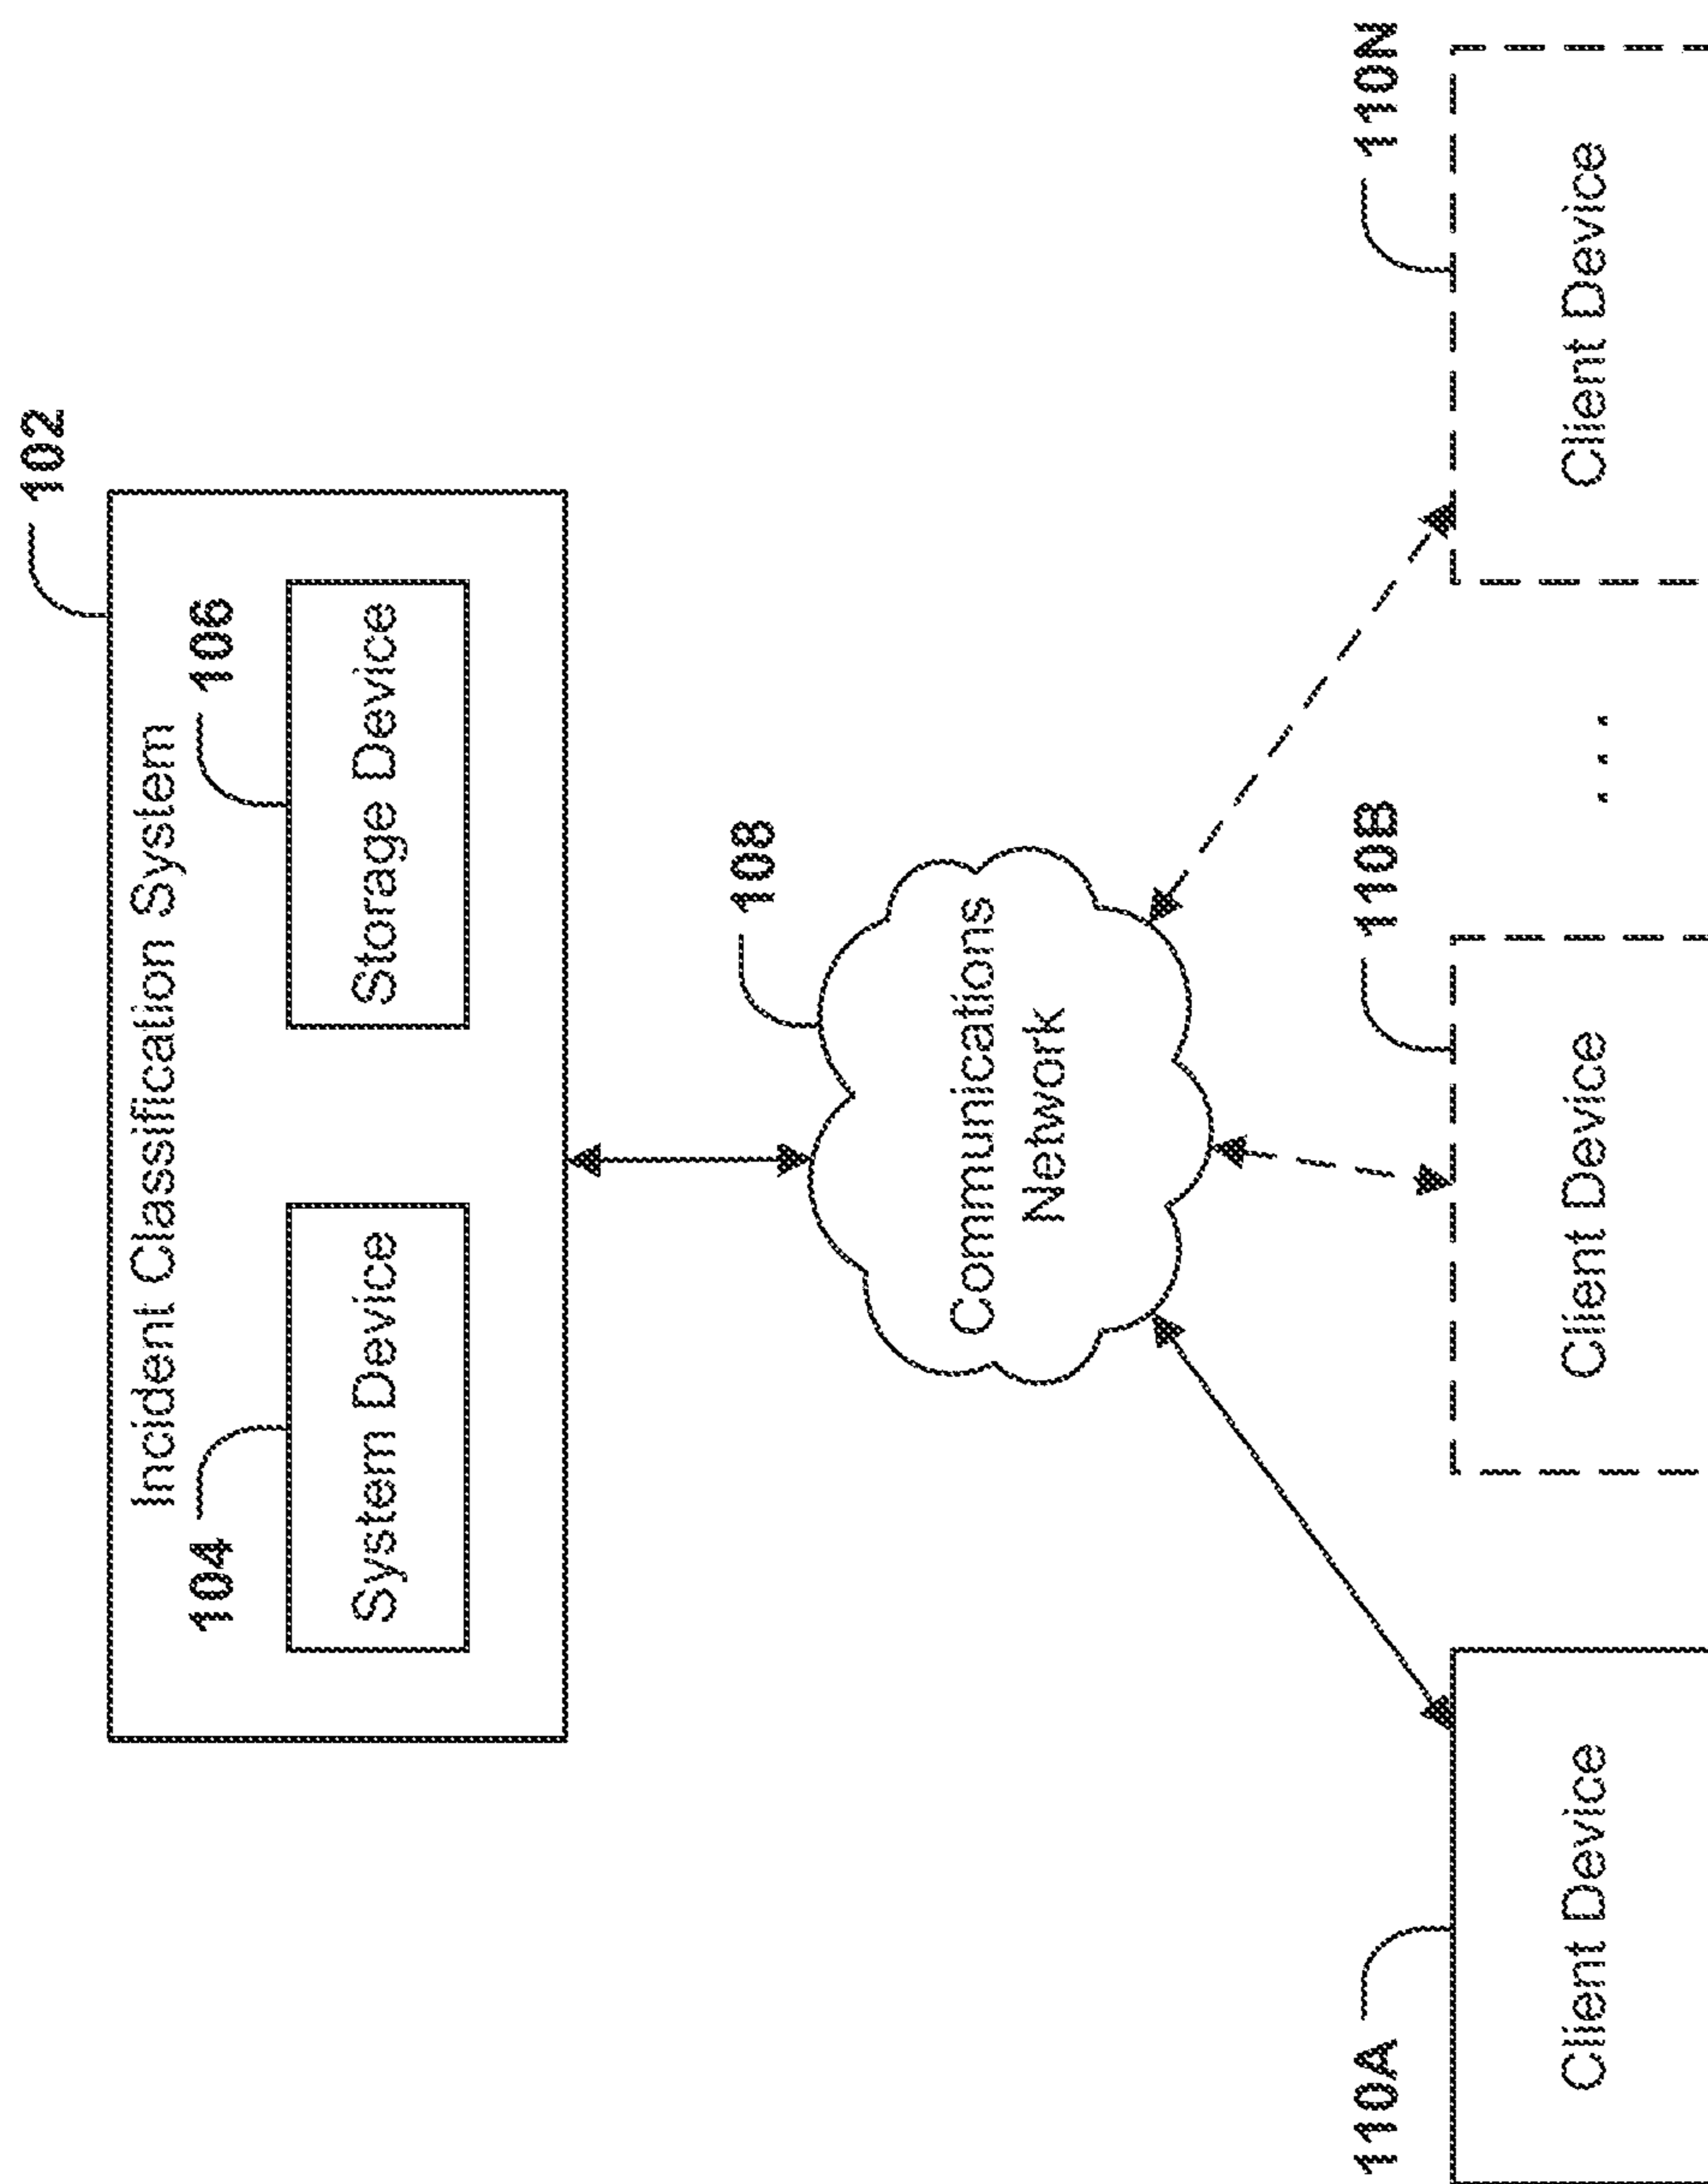 102
Incident Classification System
104
106
System Device
Storage Device
108
Communications
Network
110A
110B
110N
Client Device
Client Device
. . .
Client Device